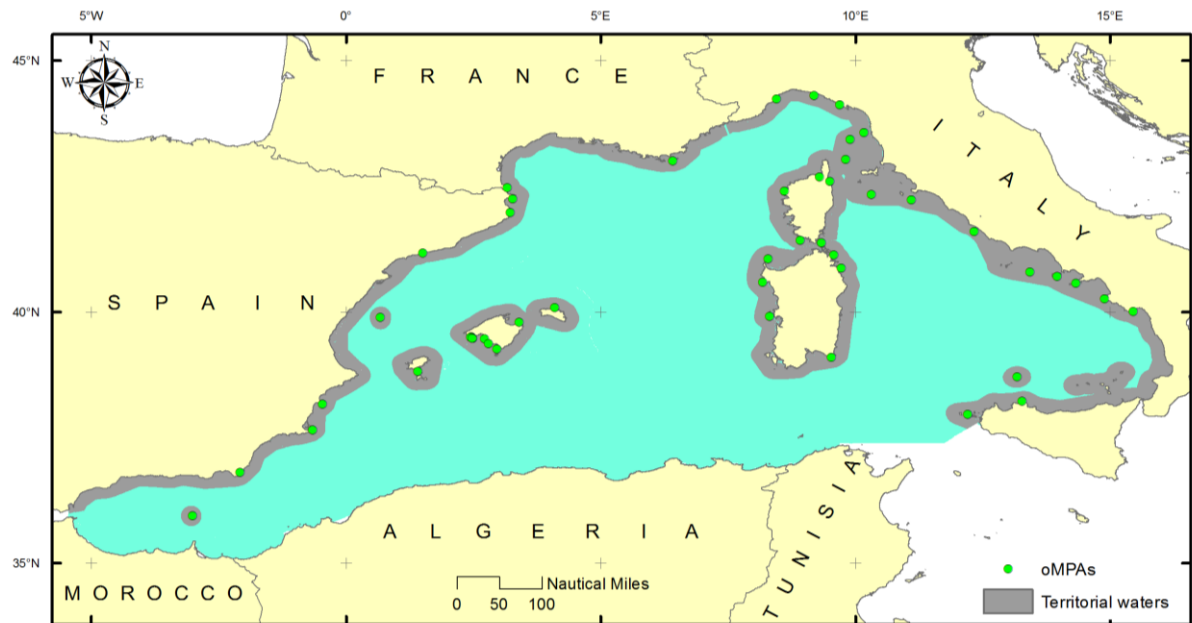 5°W 0° 5°E 10°E 15°E
45°N
N
W E
S
F R A N C E
I T A L Y
S P A I N
40°N
A L G E R I A
T U N I S I A
35°N
M O R O C C O
Nautical Miles
0 50 100
oMPAs
Territorial waters